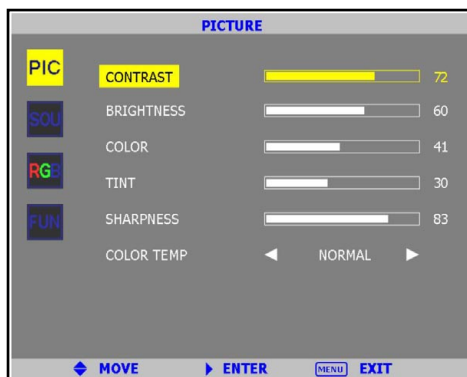 PICTURE
PIC
CONTRAST 72
SOU
BRIGHTNESS 60
COLOR 41
RGB
TINT 30
FUN
SHARPNESS 83
COLOR TEMP NORMAL
MOVE ENTER MENU EXIT